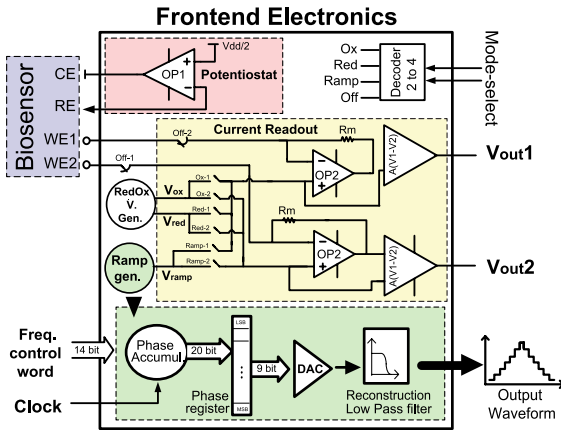 Frontend Electronics
Biosensor
CE
RE
WE1
WE2
Vdd/2
OP1
+
−
Potentiostat
Ox
Red
Ramp
Off
Decoder
2 to 4
Mode-select
Current Readout
Off-2
Off-1
Rm
OP2
−
+
A(V1-V2)
Vout1
RedOx
V.
Gen.
Vox
Vred
Ox-1
Ox-2
Red-1
Red-2
Ramp-1
Ramp-2
Rm
OP2
−
+
A(V1-V2)
Vout2
Ramp
gen.
Vramp
Freq.
control
word
14 bit
Clock
Phase
Accumul.
20 bit
LSB
MSB
Phase
register
9 bit
DAC
Reconstruction
Low Pass filter
Output
Waveform